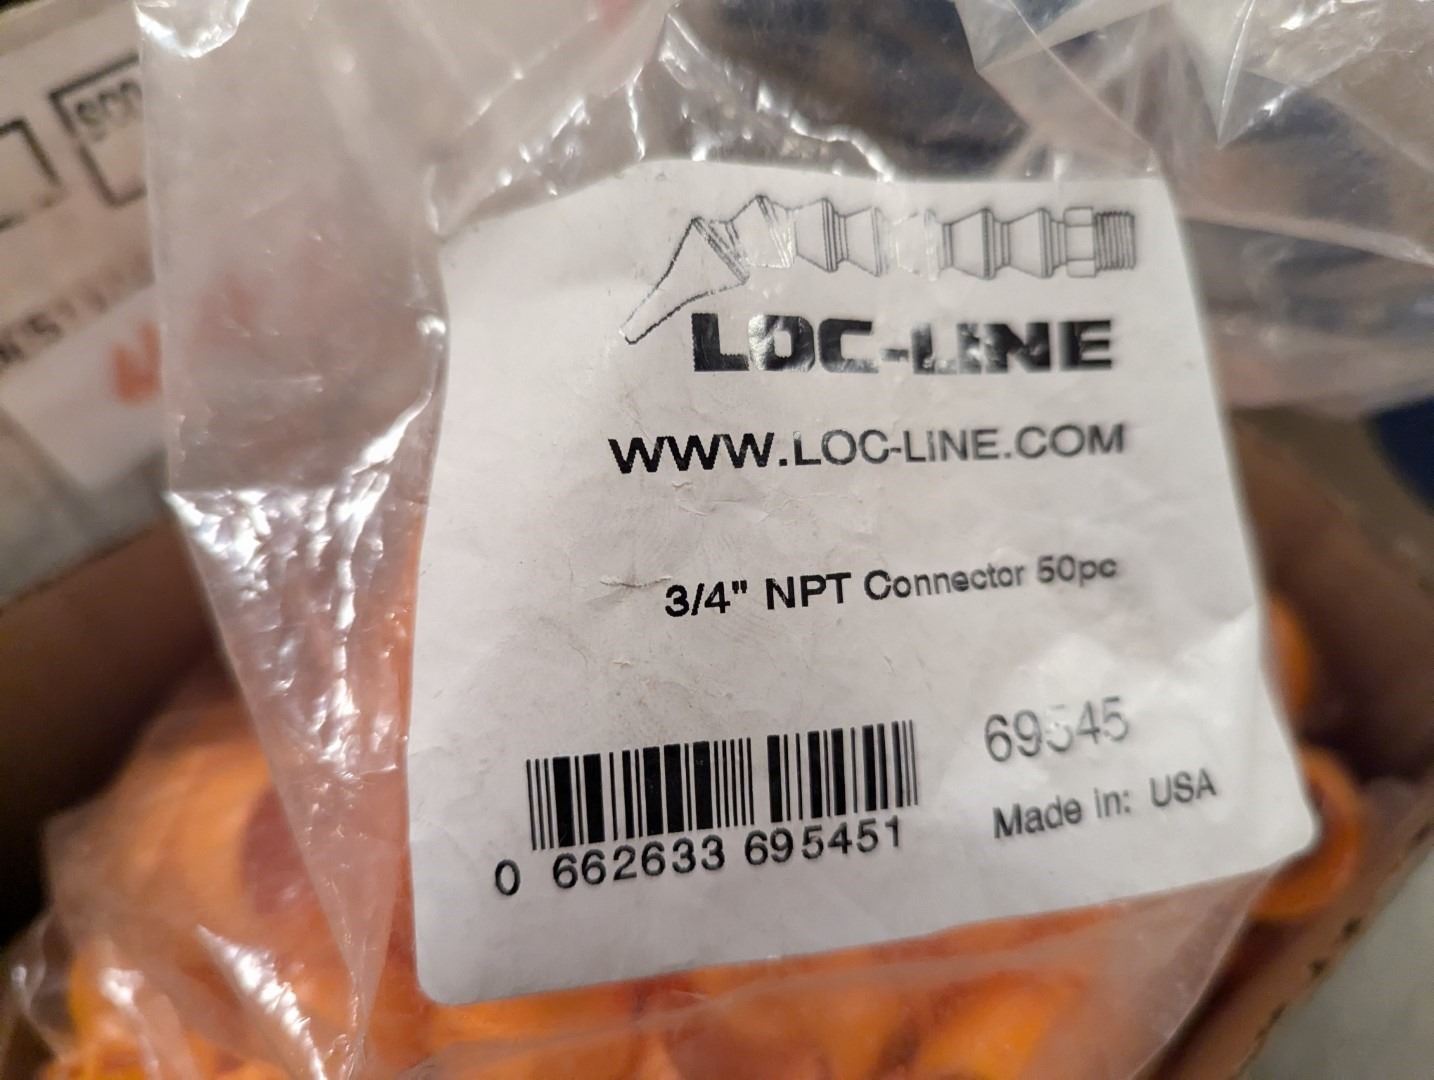 LOC-LINE
WWW.LOC-LINE.COM
3/4" NPT Connector 50pc
69545
Made in: USA
0 662633 695451